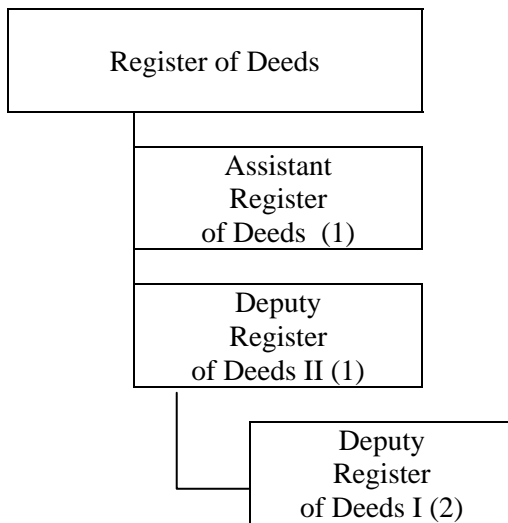 Register of Deeds
Assistant
Register
of Deeds (1)
Deputy
Register
of Deeds II (1)
Deputy
Register
of Deeds I (2)